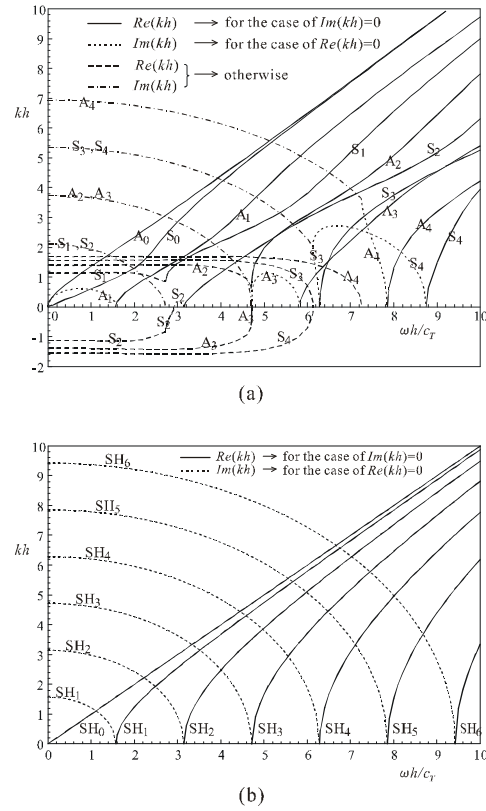 10
9
8
7
6
5
4
3
2
1
0
-1
-2
kh
Re(kh) → for the case of Im(kh)=0
Im(kh) → for the case of Re(kh)=0
Re(kh)
Im(kh) } → otherwise
A4
S3 ,S4
A2 ,A3
S1 ,S2
S1
A1
A0
S0
A1
S1
A2
S2
S3
A3
A4
S4
A2
A3
S3
S3
A4
A4
S4
S2
S2
A3
A3
S4
0 1 2 3 4 5 6 7 8 9 10
ωh/cT
(a)
10
9
8
7
6
5
4
3
2
1
0
kh
Re(kh) → for the case of Im(kh)=0
Im(kh) → for the case of Re(kh)=0
SH6
SH5
SH4
SH3
SH2
SH1
SH0 SH1 SH2 SH3 SH4 SH5 SH6
0 1 2 3 4 5 6 7 8 9 10
ωh/cT
(b)